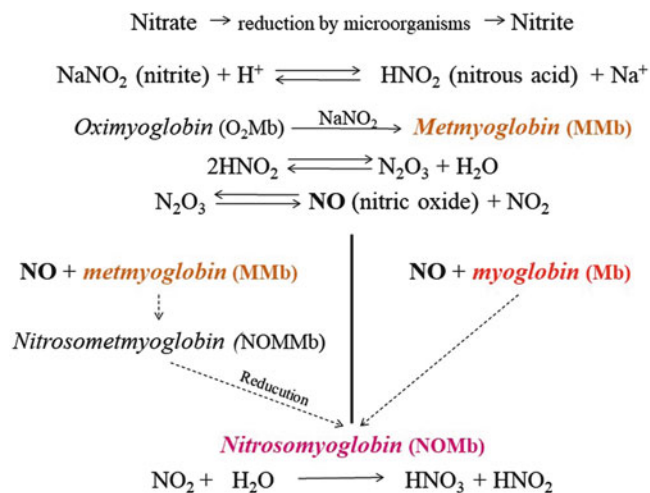 Nitrate → reduction by microorganisms → Nitrite
NaNO₂ (nitrite) + H⁺ ⇌ HNO₂ (nitrous acid) + Na⁺
Oximyoglobin (O₂Mb) NaNO₂ → Metmyoglobin (MMb)
2HNO₂ ⇌ N₂O₃ + H₂O
N₂O₃ ⇌ NO (nitric oxide) + NO₂
NO + metmyoglobin (MMb)
NO + myoglobin (Mb)
Nitrosometmyoglobin (NOMMb)
Reducution
Nitrosomyoglobin (NOMb)
NO₂ + H₂O → HNO₃ + HNO₂